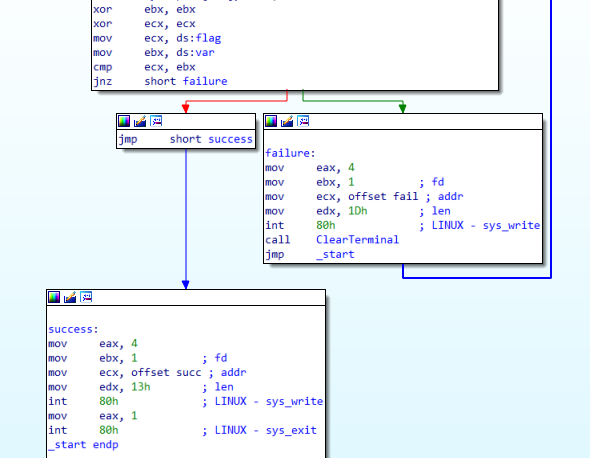 xor ebx, ebx
xor ecx, ecx
mov ecx, ds:flag
mov ebx, ds:var
cmp ecx, ebx
jnz short failure
jmp short success
failure:
mov eax, 4
mov ebx, 1 ; fd
mov ecx, offset fail ; addr
mov edx, 1Dh ; len
int 80h ; LINUX - sys_write
call ClearTerminal
jmp _start
success:
mov eax, 4
mov ebx, 1 ; fd
mov ecx, offset succ ; addr
mov edx, 13h ; len
int 80h ; LINUX - sys_write
mov eax, 1
int 80h ; LINUX - sys_exit
_start endp